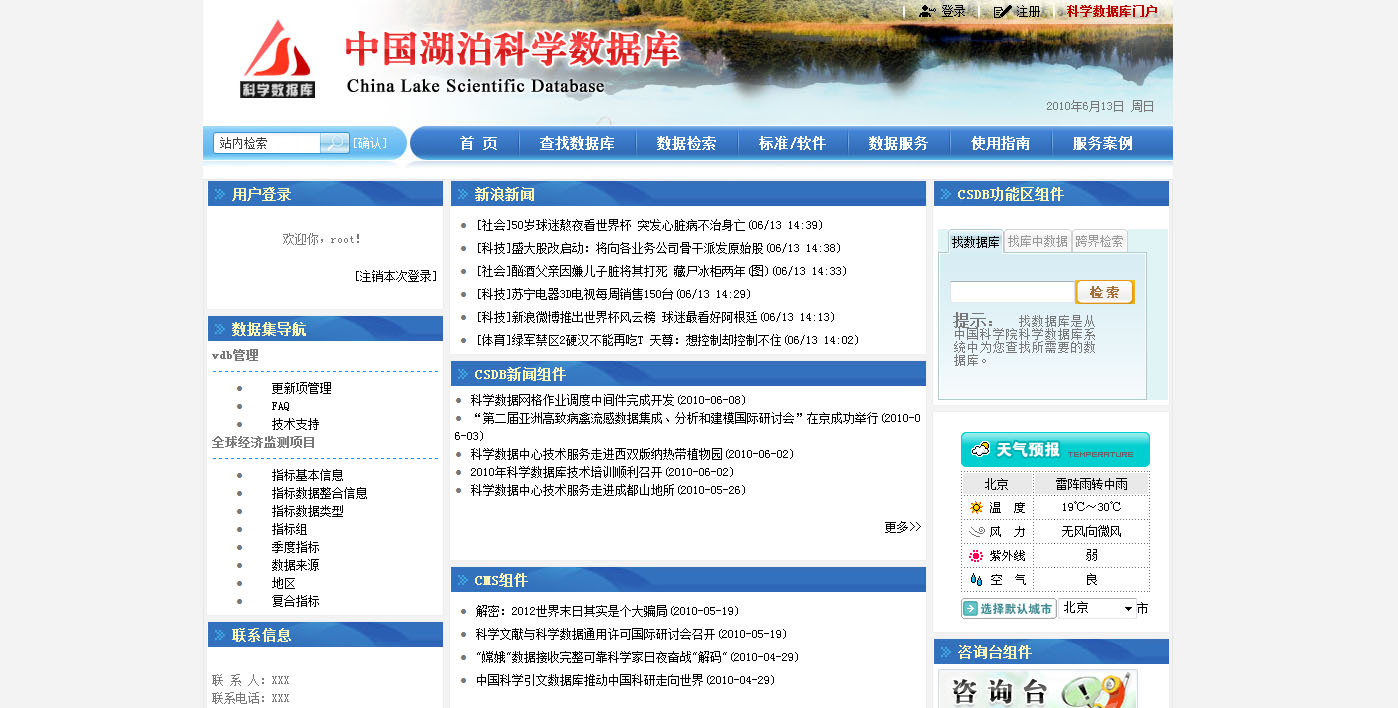 登录
注册
科学数据库门户
科学数据库
中国湖泊科学数据库
China Lake Scientific Database
2010年6月13日 周日
站内检索
[确认]
首 页
查找数据库
数据检索
标准/软件
数据服务
使用指南
服务案例
用户登录
欢迎你，root！
[注销本次登录]
数据集导航
vdb管理
更新项管理
FAQ
技术支持
全球经济监测项目
指标基本信息
指标数据整合信息
指标数据类型
指标组
季度指标
数据来源
地区
复合指标
联系信息
联 系 人：XXX
联系电话：XXX
新浪新闻
[社会]50岁球迷熬夜看世界杯 突发心脏病不治身亡(06/13 14:39)
[科技]盛大股改启动：将向各业务公司骨干派发原始股(06/13 14:38)
[社会]酗酒父亲因嫌儿子脏将其打死 藏尸冰柜两年(图)(06/13 14:33)
[科技]苏宁电器3D电视每周销售150台(06/13 14:29)
[科技]新浪微博推出世界杯风云榜 球迷最看好阿根廷(06/13 14:13)
[体育]绿军禁区2硬汉不能再吃T 天尊：想控制却控制不住(06/13 14:02)
CSDB新闻组件
科学数据网格作业调度中间件完成开发(2010-06-08)
“第二届亚洲高致病禽流感数据集成、分析和建模国际研讨会”在京成功举行(2010-0
6-03)
科学数据中心技术服务走进西双版纳热带植物园(2010-06-02)
2010年科学数据库技术培训顺利召开(2010-06-02)
科学数据中心技术服务走进成都山地所(2010-05-26)
更多>>
CMS组件
解密：2012世界末日其实是个大骗局(2010-05-19)
科学文献与科学数据通用许可国际研讨会召开(2010-05-19)
"嫦娥"数据接收完整可靠科学家日夜奋战"解码"(2010-04-29)
中国科学引文数据库推动中国科研走向世界(2010-04-29)
CSDB功能区组件
找数据库
找库中数据
跨界检索
检 索
提示： 找数据库是从
中国科学院科学数据库系
统中为您查找所需要的数
据库。
天气预报 TEMPERATURE
北京 雷阵雨转中雨
温 度 19℃～30℃
风 力 无风向微风
紫外线 弱
空 气 良
选择默认城市 北京 市
咨询台组件
咨 询 台